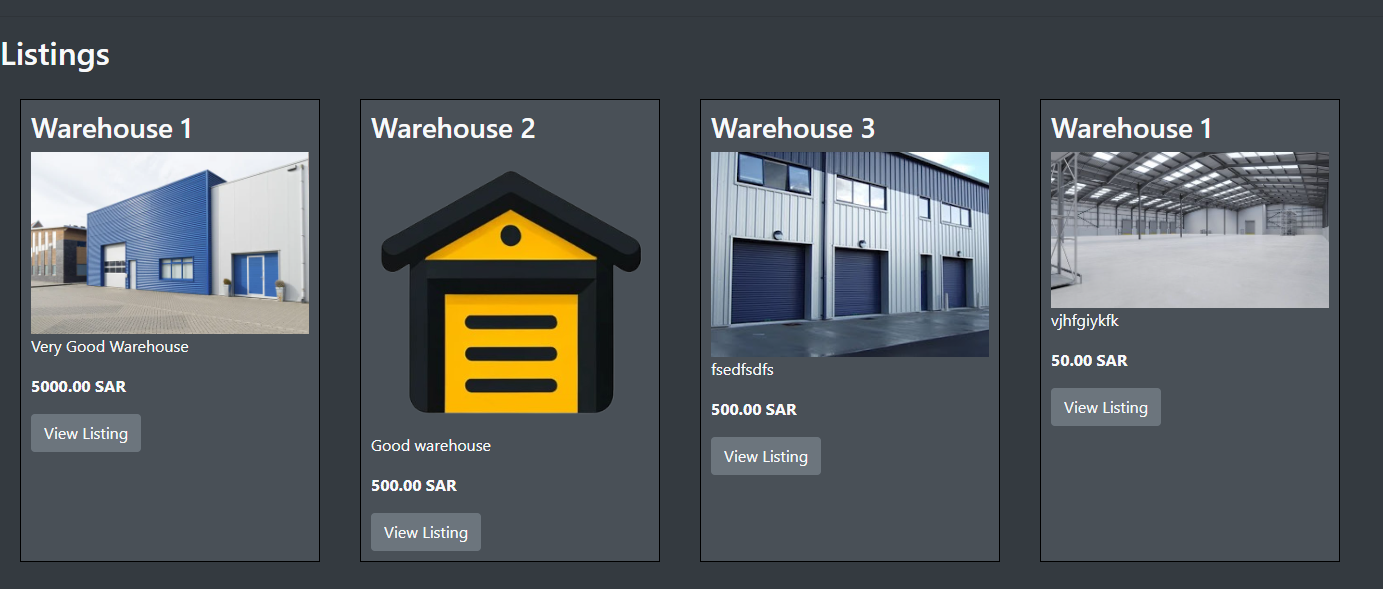 Listings
Warehouse 1
Very Good Warehouse
5000.00 SAR
View Listing
Warehouse 2
Good warehouse
500.00 SAR
View Listing
Warehouse 3
fsedfsdfs
500.00 SAR
View Listing
Warehouse 1
vjhfgiykfk
50.00 SAR
View Listing